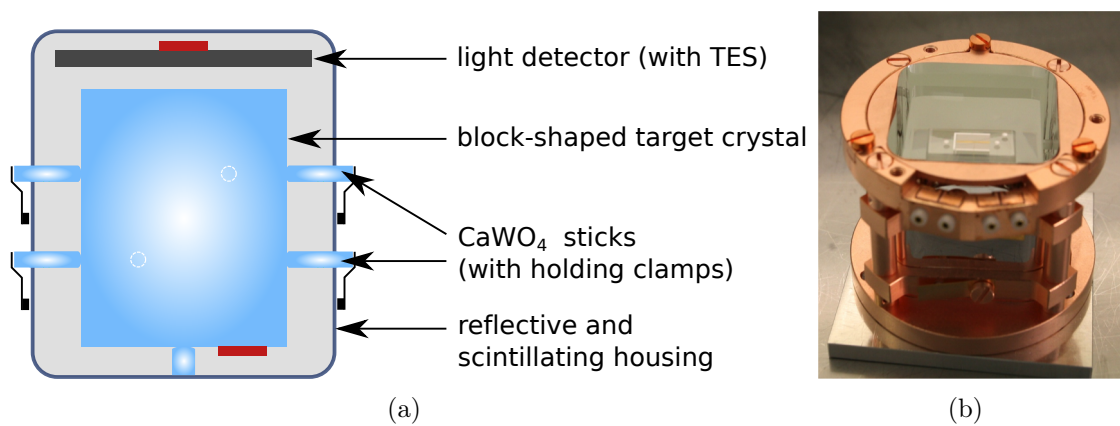 light detector (with TES)
block-shaped target crystal
CaWO₄ sticks
(with holding clamps)
reflective and
scintillating housing
(a)
(b)